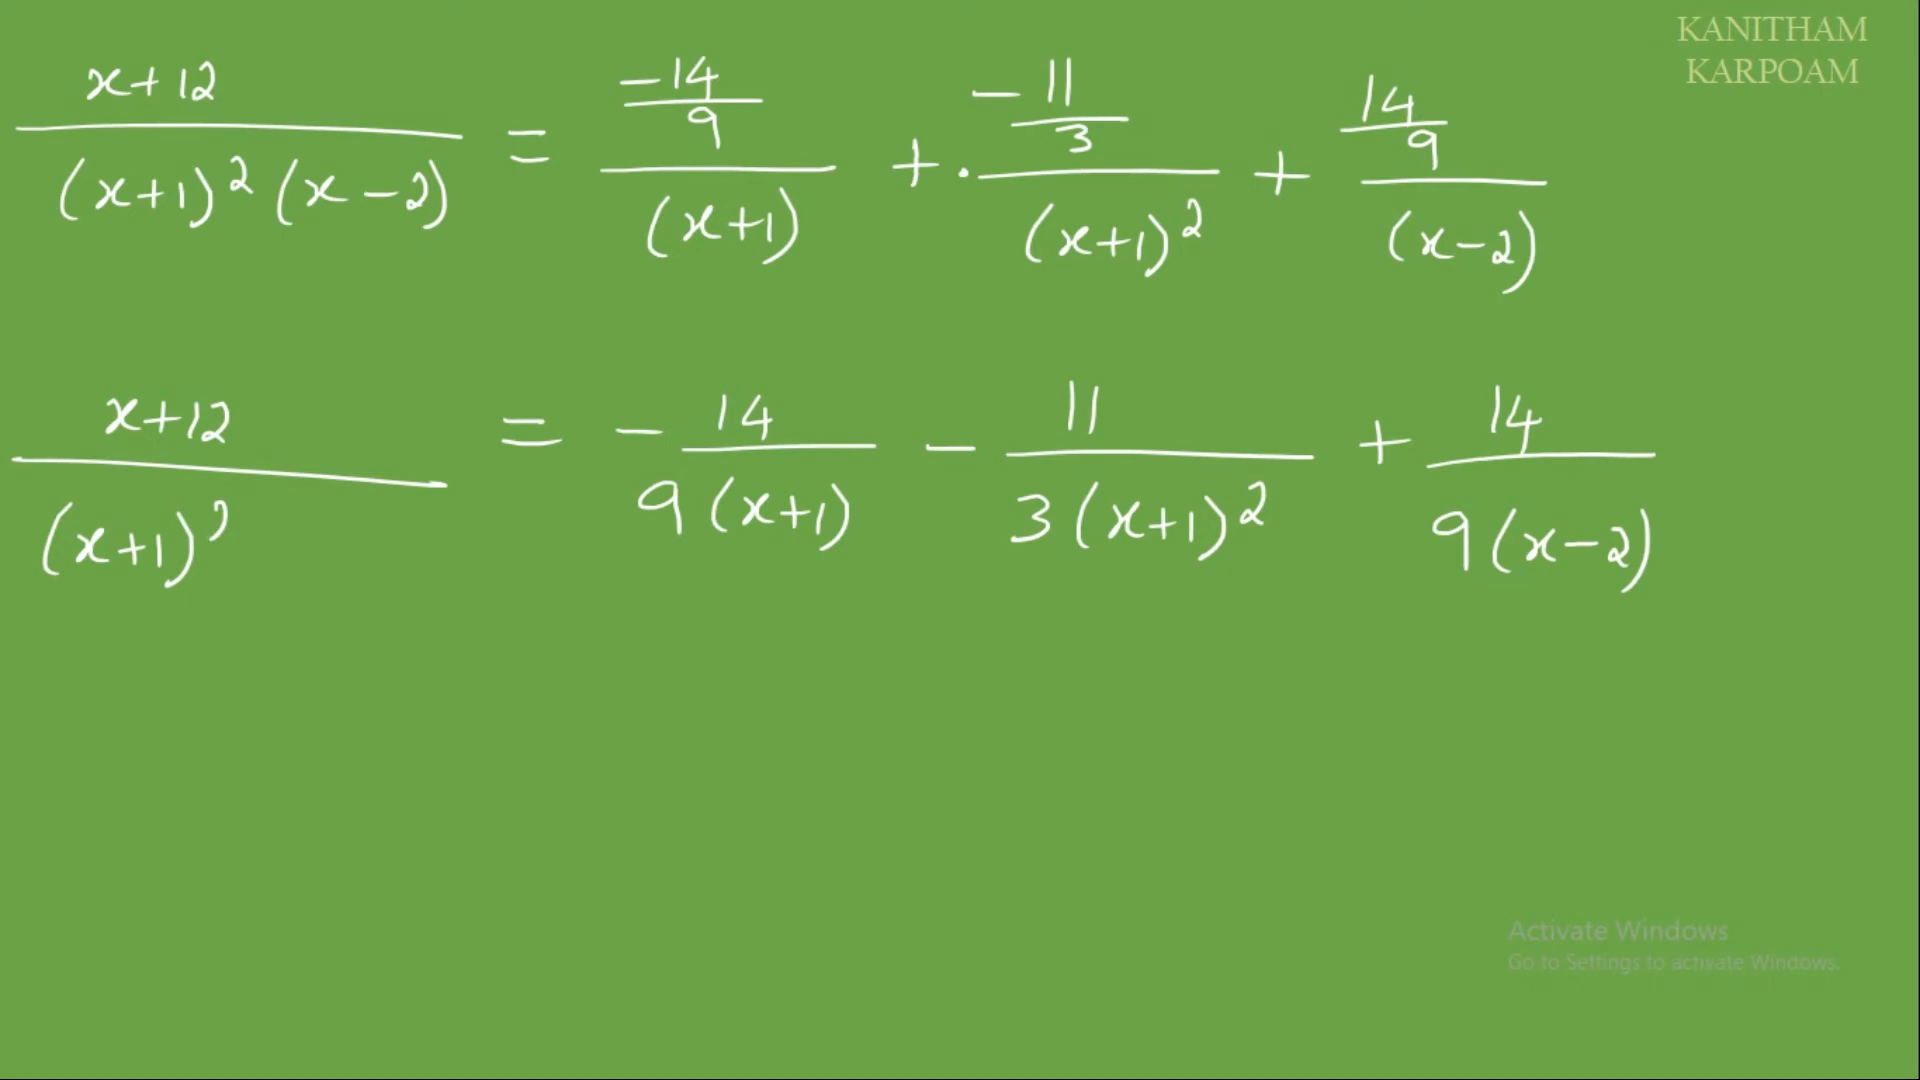 KANITHAM
KARPOAM
x+12 / (x+1)² (x−2) = −14/9 / (x+1) + . −11/3 / (x+1)² + 14/9 / (x−2)
x+12 / (x+1)² = − 14 / 9(x+1) − 11 / 3(x+1)² + 14 / 9(x−2)
Activate Windows
Go to Settings to activate Windows.